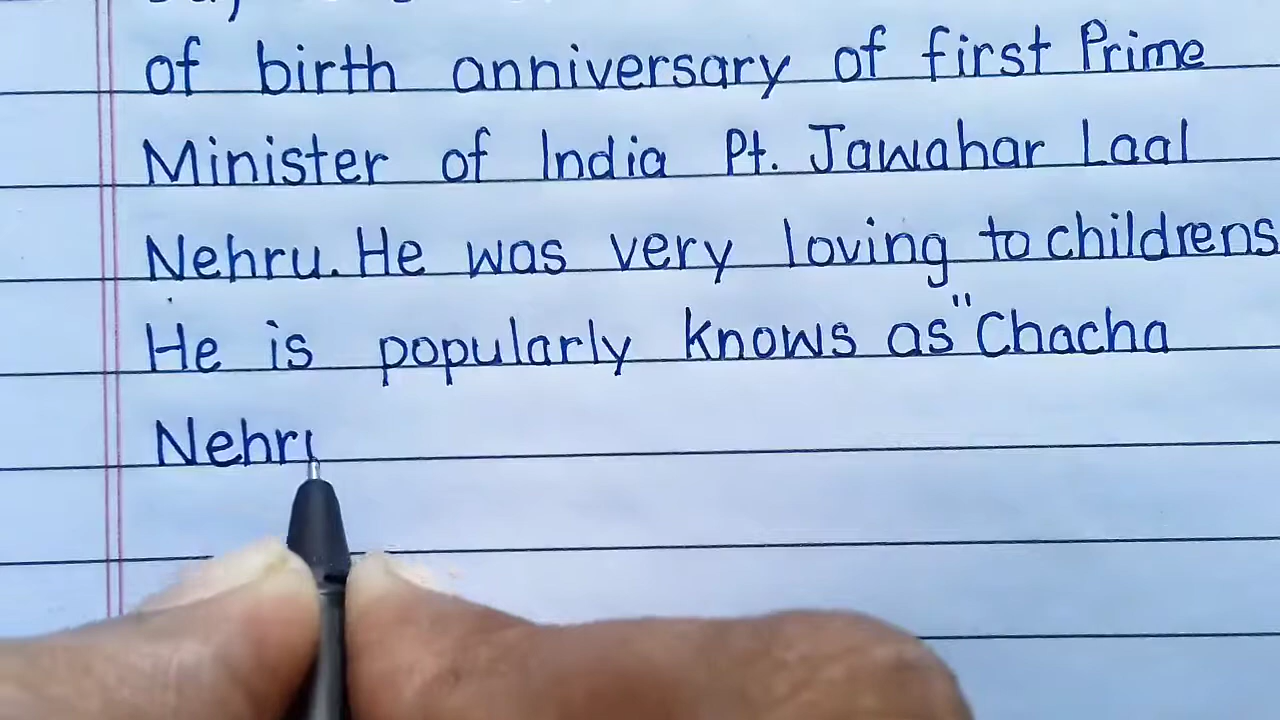 of birth anniversary of first Prime
Minister of India Pt. Jawahar Laal
Nehru. He was very loving to childrens
He is popularly knows as "Chacha
Nehr